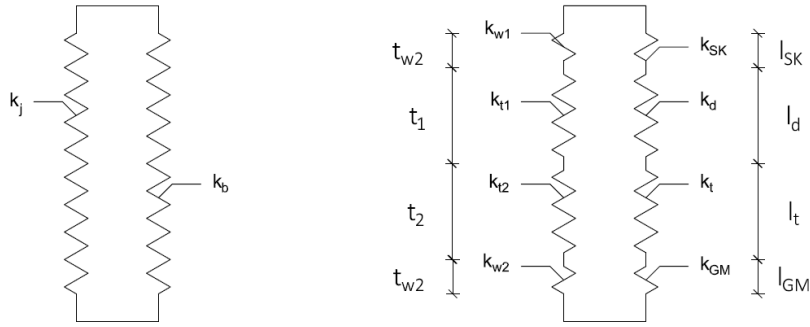 k_j
k_b
t_w2
t_1
t_2
t_w2
k_w1
k_t1
k_t2
k_w2
k_SK
k_d
k_t
k_GM
l_SK
l_d
l_t
l_GM